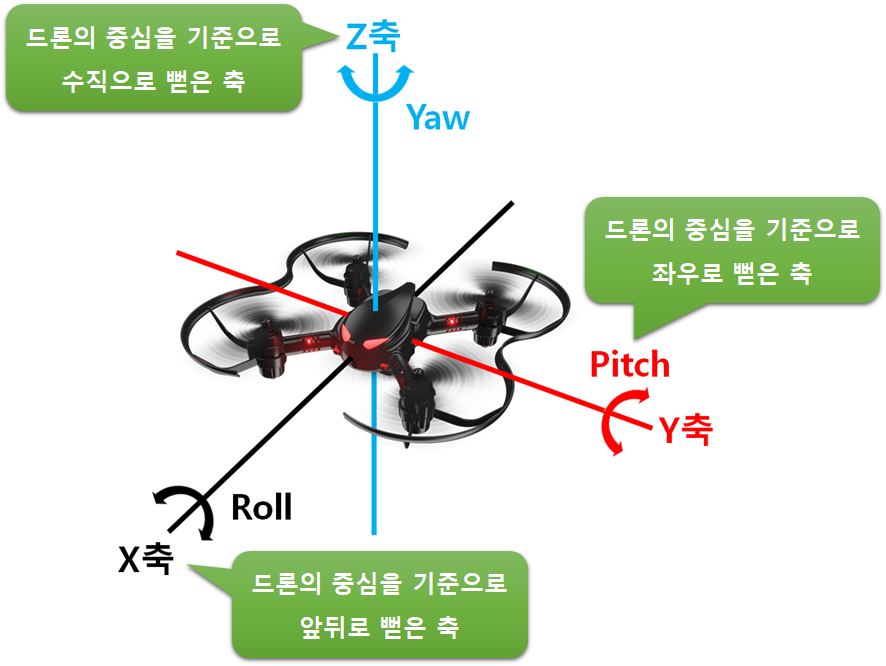 드론의 중심을 기준으로
수직으로 뻗은 축
Z축
Yaw
드론의 중심을 기준으로
좌우로 뻗은 축
Pitch
Y축
Roll
X축
드론의 중심을 기준으로
앞뒤로 뻗은 축